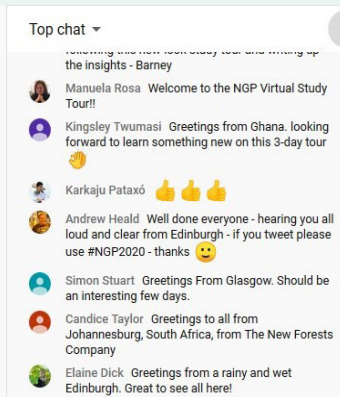 Top chat
following this new look study tour and writing up
the insights - Barney
Manuela Rosa Welcome to the NGP Virtual Study
Tour!!
Kingsley Twumasi Greetings from Ghana. looking
forward to learn something new on this 3-day tour
👋
Karkaju Pataxó 👍👍👍
Andrew Heald Well done everyone - hearing you all
loud and clear from Edinburgh - if you tweet please
use #NGP2020 - thanks 🙂
Simon Stuart Greetings From Glasgow. Should be
an interesting few days.
Candice Taylor Greetings to all from
Johannesburg, South Africa, from The New Forests
Company
Elaine Dick Greetings from a rainy and wet
Edinburgh. Great to see all here!